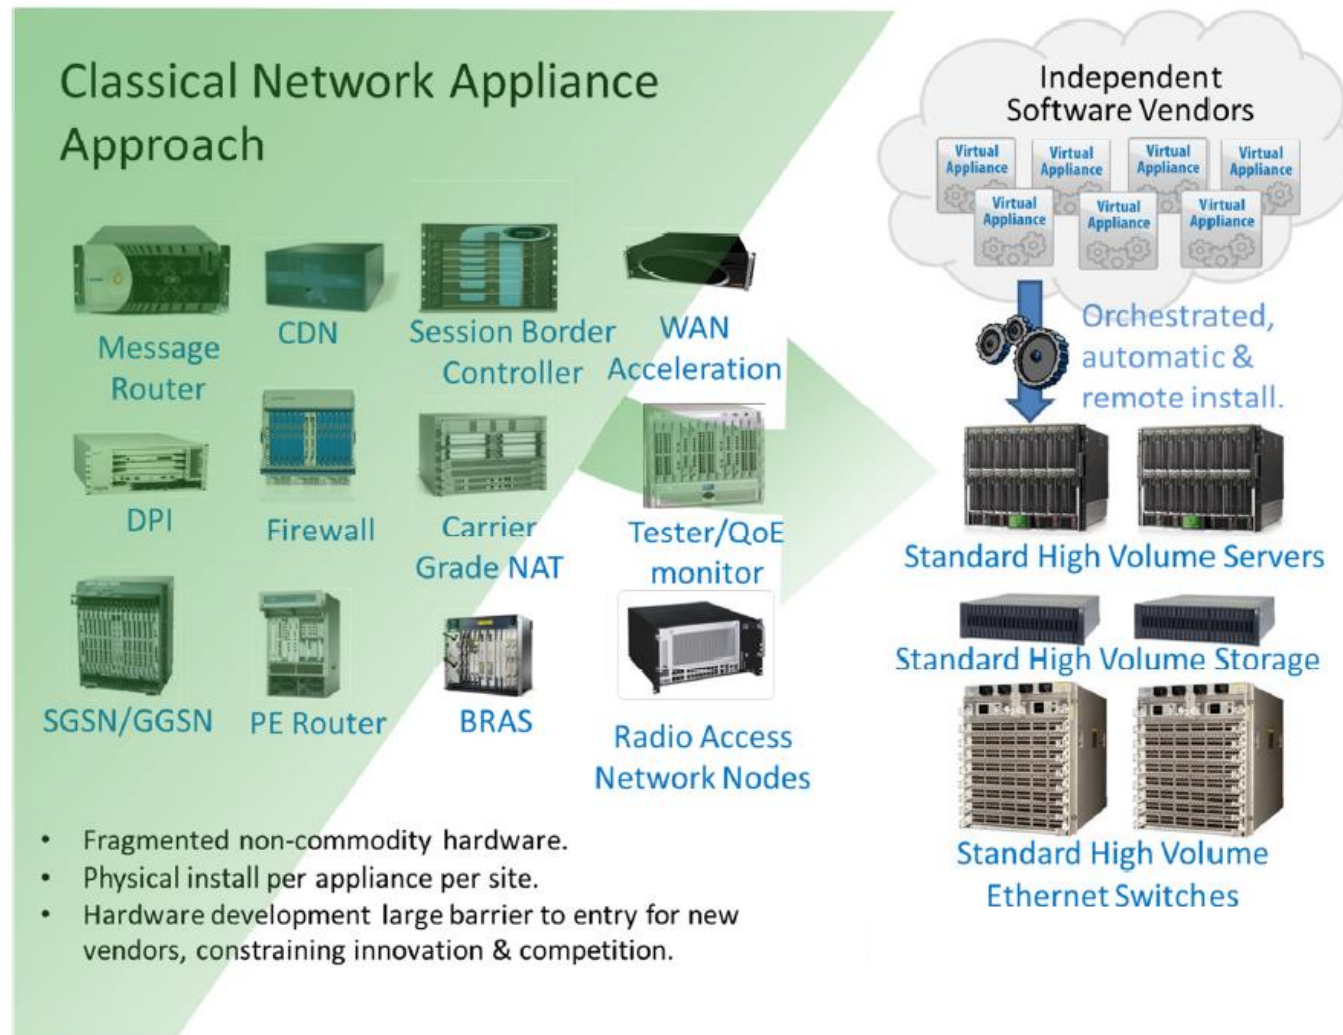 Classical Network Appliance
Approach
Message
Router
CDN
Session Border
Controller
WAN
Acceleration
DPI
Firewall
Carrier
Grade NAT
Tester/QoE
monitor
SGSN/GGSN
PE Router
BRAS
Radio Access
Network Nodes
• Fragmented non-commodity hardware.
• Physical install per appliance per site.
• Hardware development large barrier to entry for new
vendors, constraining innovation & competition.
Independent
Software Vendors
Virtual
Appliance
Virtual
Appliance
Virtual
Appliance
Virtual
Appliance
Virtual
Appliance
Virtual
Appliance
Virtual
Appliance
Orchestrated,
automatic &
remote install.
Standard High Volume Servers
Standard High Volume Storage
Standard High Volume
Ethernet Switches